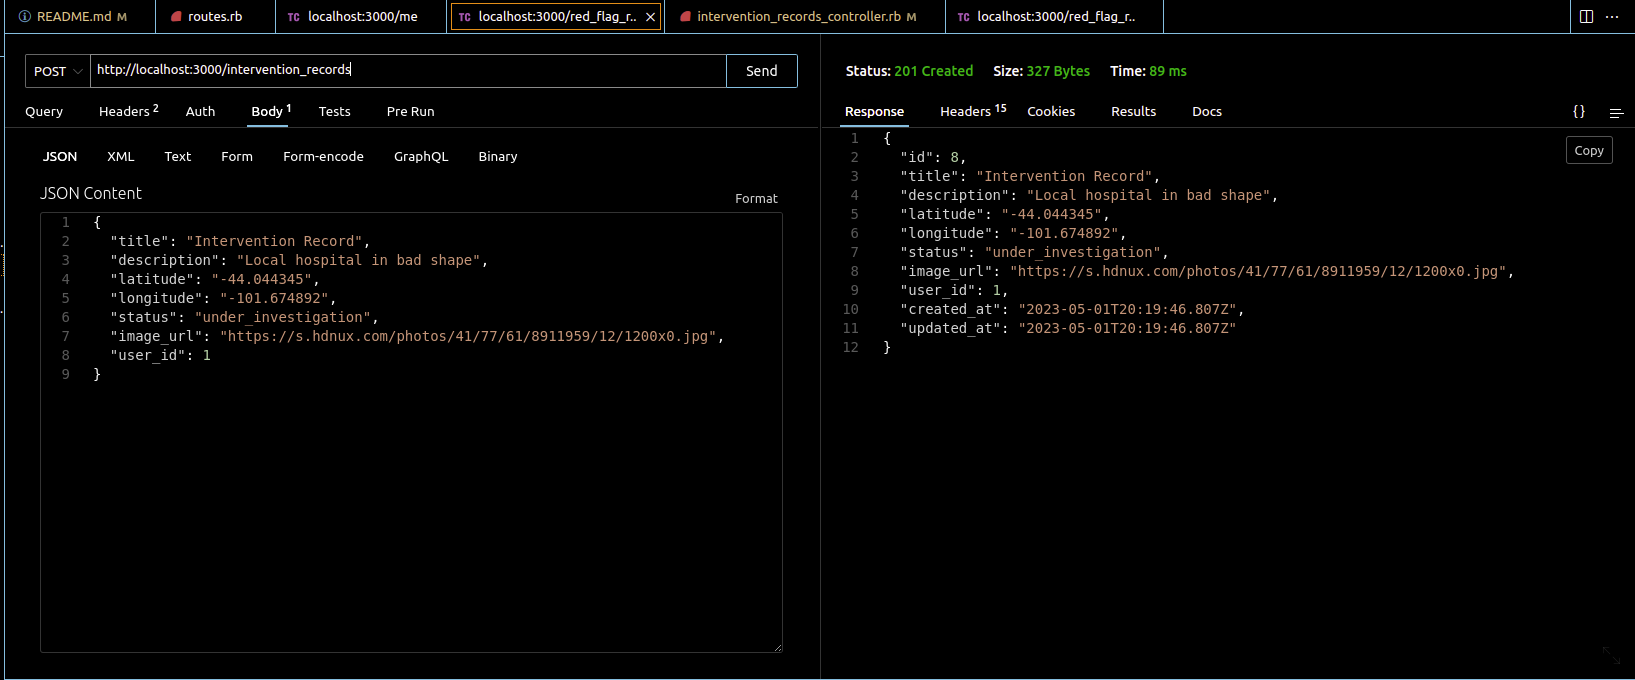 README.md M routes.rb TC localhost:3000/me TC localhost:3000/red_flag_r.. × intervention_records_controller.rb M TC localhost:3000/red_flag_r.. ···
POST http://localhost:3000/intervention_records Send
Query Headers 2 Auth Body 1 Tests Pre Run
JSON XML Text Form Form-encode GraphQL Binary
JSON Content
Format
1 {
2 "title": "Intervention Record",
3 "description": "Local hospital in bad shape",
4 "latitude": "-44.044345",
5 "longitude": "-101.674892",
6 "status": "under_investigation",
7 "image_url": "https://s.hdnux.com/photos/41/77/61/8911959/12/1200x0.jpg",
8 "user_id": 1
9 }
Status: 201 Created Size: 327 Bytes Time: 89 ms
Response Headers 15 Cookies Results Docs {}
Copy
1 {
2 "id": 8,
3 "title": "Intervention Record",
4 "description": "Local hospital in bad shape",
5 "latitude": "-44.044345",
6 "longitude": "-101.674892",
7 "status": "under_investigation",
8 "image_url": "https://s.hdnux.com/photos/41/77/61/8911959/12/1200x0.jpg",
9 "user_id": 1,
10 "created_at": "2023-05-01T20:19:46.807Z",
11 "updated_at": "2023-05-01T20:19:46.807Z"
12 }